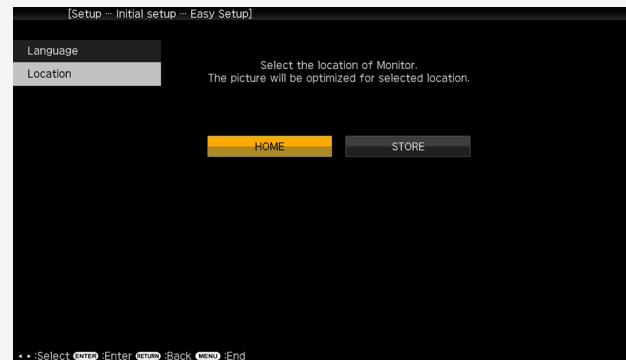 [Setup ··· Initial setup ··· Easy Setup]
Language
Location
Select the location of Monitor.
The picture will be optimized for selected location.
HOME
STORE
◂ ▸ :Select ENTER :Enter RETURN :Back MENU :End